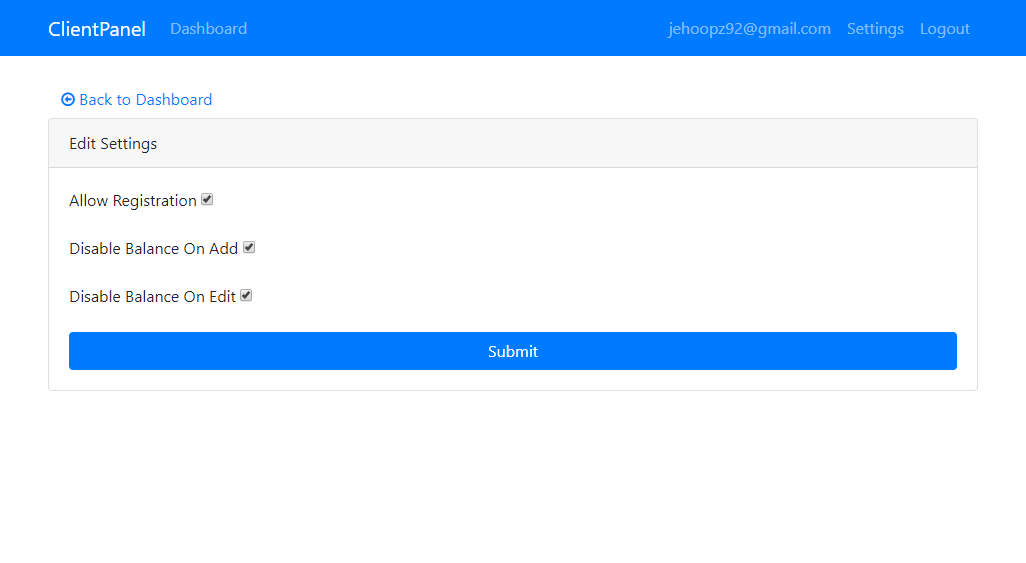 ClientPanel Dashboard jehoopz92@gmail.com Settings Logout
Back to Dashboard
Edit Settings
Allow Registration
Disable Balance On Add
Disable Balance On Edit
Submit